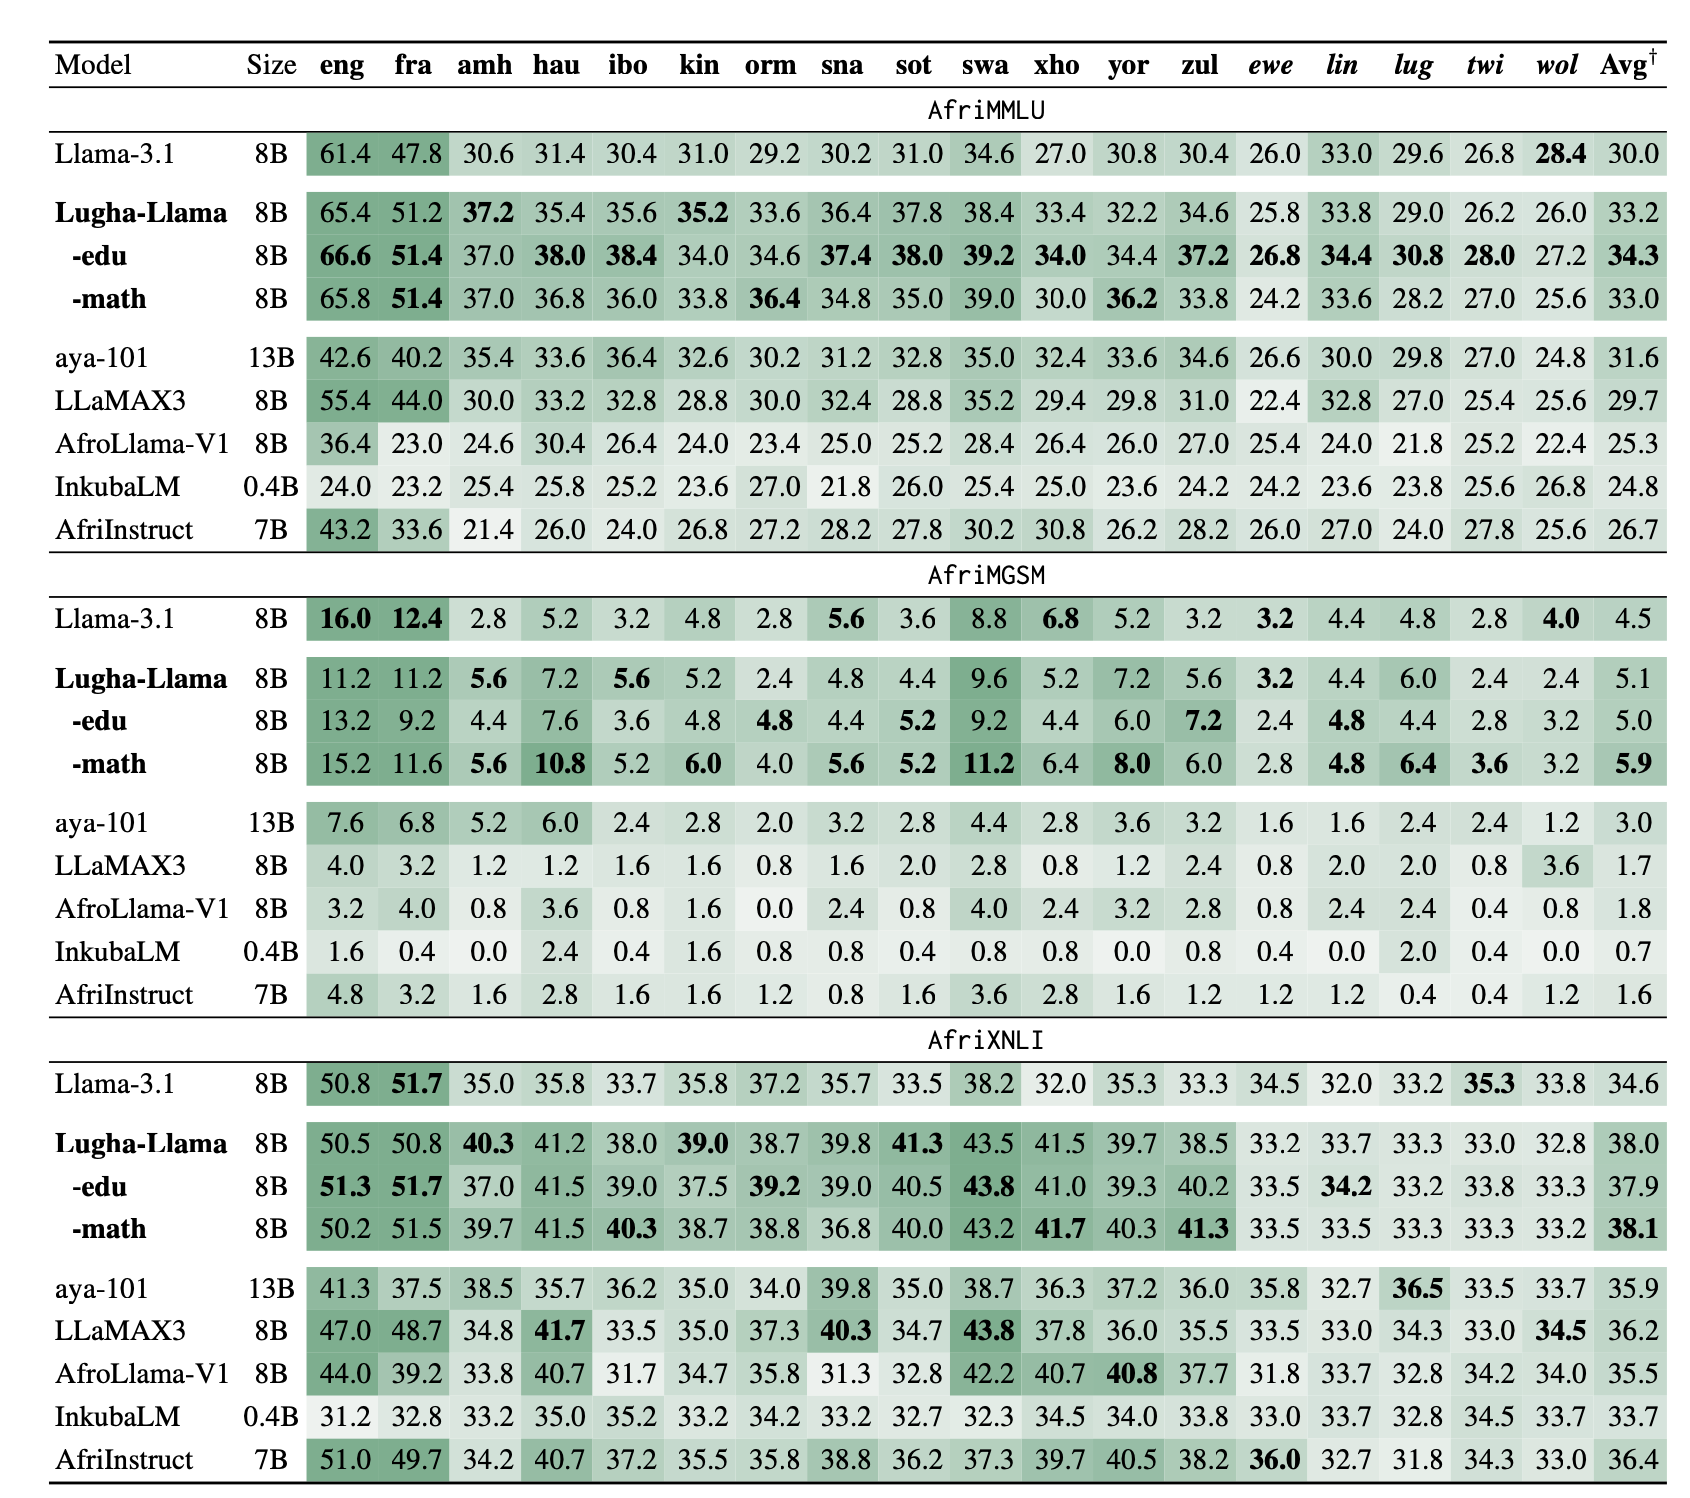 Model Size eng fra amh hau ibo kin orm sna sot swa xho yor zul ewe lin lug twi wol Avg†
AfriMMLU
Llama-3.1 8B 61.4 47.8 30.6 31.4 30.4 31.0 29.2 30.2 31.0 34.6 27.0 30.8 30.4 26.0 33.0 29.6 26.8 28.4 30.0
Lugha-Llama 8B 65.4 51.2 37.2 35.4 35.6 35.2 33.6 36.4 37.8 38.4 33.4 32.2 34.6 25.8 33.8 29.0 26.2 26.0 33.2
-edu 8B 66.6 51.4 37.0 38.0 38.4 34.0 34.6 37.4 38.0 39.2 34.0 34.4 37.2 26.8 34.4 30.8 28.0 27.2 34.3
-math 8B 65.8 51.4 37.0 36.8 36.0 33.8 36.4 34.8 35.0 39.0 30.0 36.2 33.8 24.2 33.6 28.2 27.0 25.6 33.0
aya-101 13B 42.6 40.2 35.4 33.6 36.4 32.6 30.2 31.2 32.8 35.0 32.4 33.6 34.6 26.6 30.0 29.8 27.0 24.8 31.6
LLaMAX3 8B 55.4 44.0 30.0 33.2 32.8 28.8 30.0 32.4 28.8 35.2 29.4 29.8 31.0 22.4 32.8 27.0 25.4 25.6 29.7
AfroLlama-V1 8B 36.4 23.0 24.6 30.4 26.4 24.0 23.4 25.0 25.2 28.4 26.4 26.0 27.0 25.4 24.0 21.8 25.2 22.4 25.3
InkubaLM 0.4B 24.0 23.2 25.4 25.8 25.2 23.6 27.0 21.8 26.0 25.4 25.0 23.6 24.2 24.2 23.6 23.8 25.6 26.8 24.8
AfriInstruct 7B 43.2 33.6 21.4 26.0 24.0 26.8 27.2 28.2 27.8 30.2 30.8 26.2 28.2 26.0 27.0 24.0 27.8 25.6 26.7
AfriMGSM
Llama-3.1 8B 16.0 12.4 2.8 5.2 3.2 4.8 2.8 5.6 3.6 8.8 6.8 5.2 3.2 3.2 4.4 4.8 2.8 4.0 4.5
Lugha-Llama 8B 11.2 11.2 5.6 7.2 5.6 5.2 2.4 4.8 4.4 9.6 5.2 7.2 5.6 3.2 4.4 6.0 2.4 2.4 5.1
-edu 8B 13.2 9.2 4.4 7.6 3.6 4.8 4.8 4.4 5.2 9.2 4.4 6.0 7.2 2.4 4.8 4.4 2.8 3.2 5.0
-math 8B 15.2 11.6 5.6 10.8 5.2 6.0 4.0 5.6 5.2 11.2 6.4 8.0 6.0 2.8 4.8 6.4 3.6 3.2 5.9
aya-101 13B 7.6 6.8 5.2 6.0 2.4 2.8 2.0 3.2 2.8 4.4 2.8 3.6 3.2 1.6 1.6 2.4 2.4 1.2 3.0
LLaMAX3 8B 4.0 3.2 1.2 1.2 1.6 1.6 0.8 1.6 2.0 2.8 0.8 1.2 2.4 0.8 2.0 2.0 0.8 3.6 1.7
AfroLlama-V1 8B 3.2 4.0 0.8 3.6 0.8 1.6 0.0 2.4 0.8 4.0 2.4 3.2 2.8 0.8 2.4 2.4 0.4 0.8 1.8
InkubaLM 0.4B 1.6 0.4 0.0 2.4 0.4 1.6 0.8 0.8 0.4 0.8 0.8 0.0 0.8 0.4 0.0 2.0 0.4 0.0 0.7
AfriInstruct 7B 4.8 3.2 1.6 2.8 1.6 1.6 1.2 0.8 1.6 3.6 2.8 1.6 1.2 1.2 1.2 0.4 0.4 1.2 1.6
AfriXNLI
Llama-3.1 8B 50.8 51.7 35.0 35.8 33.7 35.8 37.2 35.7 33.5 38.2 32.0 35.3 33.3 34.5 32.0 33.2 35.3 33.8 34.6
Lugha-Llama 8B 50.5 50.8 40.3 41.2 38.0 39.0 38.7 39.8 41.3 43.5 41.5 39.7 38.5 33.2 33.7 33.3 33.0 32.8 38.0
-edu 8B 51.3 51.7 37.0 41.5 39.0 37.5 39.2 39.0 40.5 43.8 41.0 39.3 40.2 33.5 34.2 33.2 33.8 33.3 37.9
-math 8B 50.2 51.5 39.7 41.5 40.3 38.7 38.8 36.8 40.0 43.2 41.7 40.3 41.3 33.5 33.5 33.3 33.3 33.2 38.1
aya-101 13B 41.3 37.5 38.5 35.7 36.2 35.0 34.0 39.8 35.0 38.7 36.3 37.2 36.0 35.8 32.7 36.5 33.5 33.7 35.9
LLaMAX3 8B 47.0 48.7 34.8 41.7 33.5 35.0 37.3 40.3 34.7 43.8 37.8 36.0 35.5 33.5 33.0 34.3 33.0 34.5 36.2
AfroLlama-V1 8B 44.0 39.2 33.8 40.7 31.7 34.7 35.8 31.3 32.8 42.2 40.7 40.8 37.7 31.8 33.7 32.8 34.2 34.0 35.5
InkubaLM 0.4B 31.2 32.8 33.2 35.0 35.2 33.2 34.2 33.2 32.7 32.3 34.5 34.0 33.8 33.0 33.7 32.8 34.5 33.7 33.7
AfriInstruct 7B 51.0 49.7 34.2 40.7 37.2 35.5 35.8 38.8 36.2 37.3 39.7 40.5 38.2 36.0 32.7 31.8 34.3 33.0 36.4